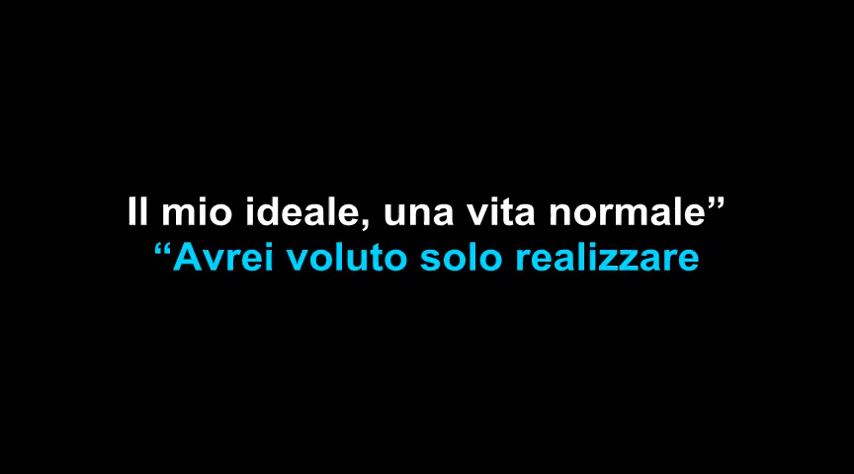 Il mio ideale, una vita normale”
“Avrei voluto solo realizzare